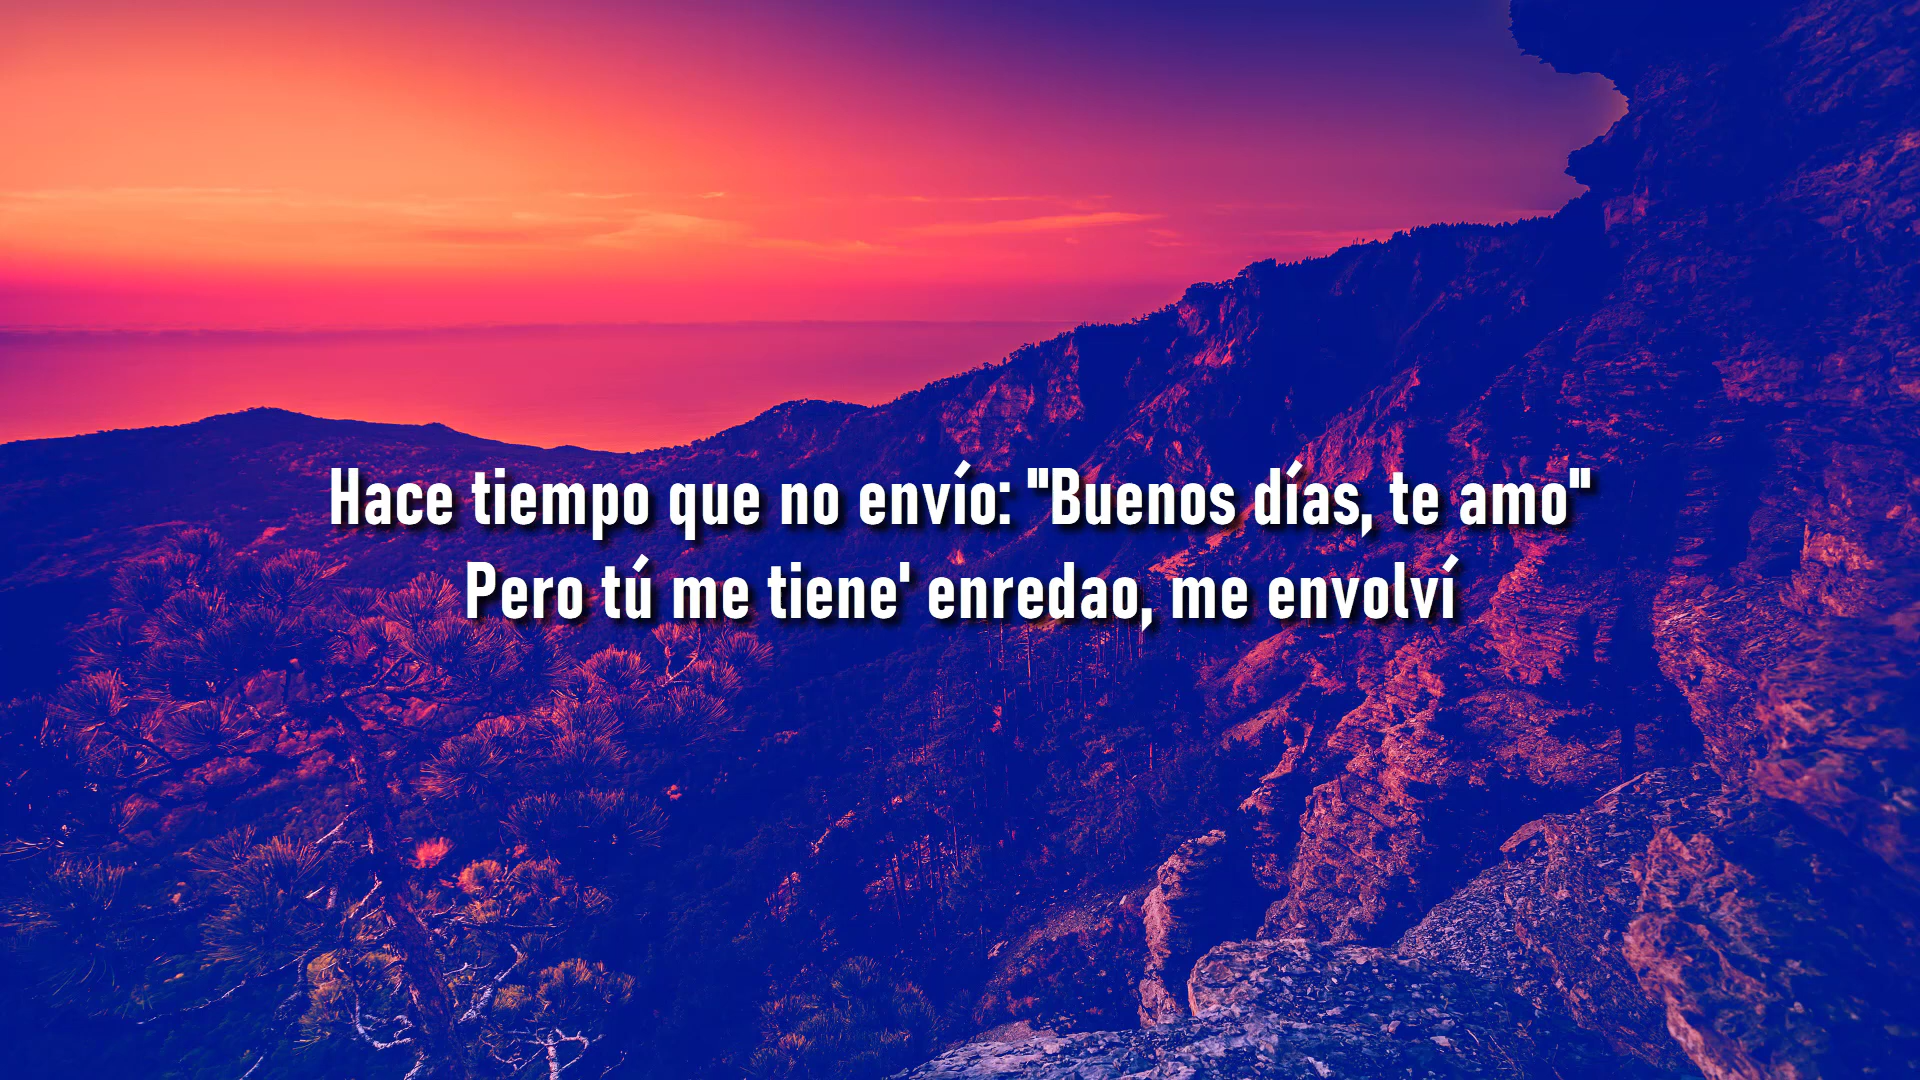 Hace tiempo que no envío: "Buenos días, te amo"
Pero tú me tiene' enredao, me envolví